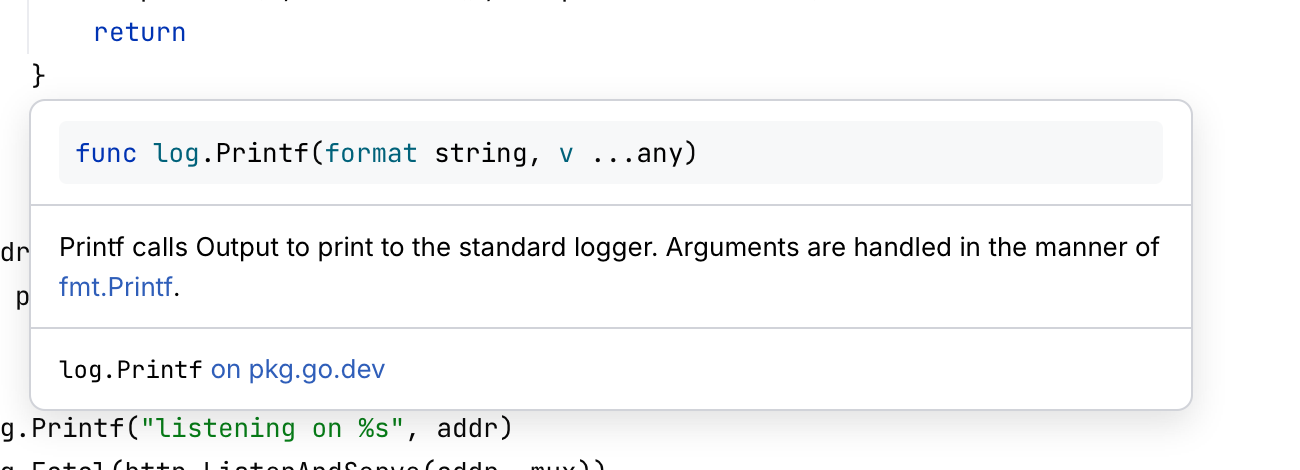 return
}
func log.Printf(format string, v ...any)
Printf calls Output to print to the standard logger. Arguments are handled in the manner of
fmt.Printf.
log.Printf on pkg.go.dev
g.Printf("listening on %s", addr)